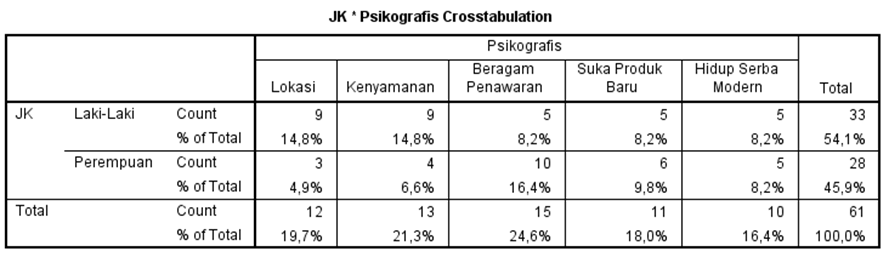 JK * Psikografis Crosstabulation
Psikografis
Lokasi Kenyamanan Beragam Penawaran Suka Produk Baru Hidup Serba Modern Total
JK Laki-Laki Count 9 9 5 5 5 33
% of Total 14,8% 14,8% 8,2% 8,2% 8,2% 54,1%
Perempuan Count 3 4 10 6 5 28
% of Total 4,9% 6,6% 16,4% 9,8% 8,2% 45,9%
Total Count 12 13 15 11 10 61
% of Total 19,7% 21,3% 24,6% 18,0% 16,4% 100,0%